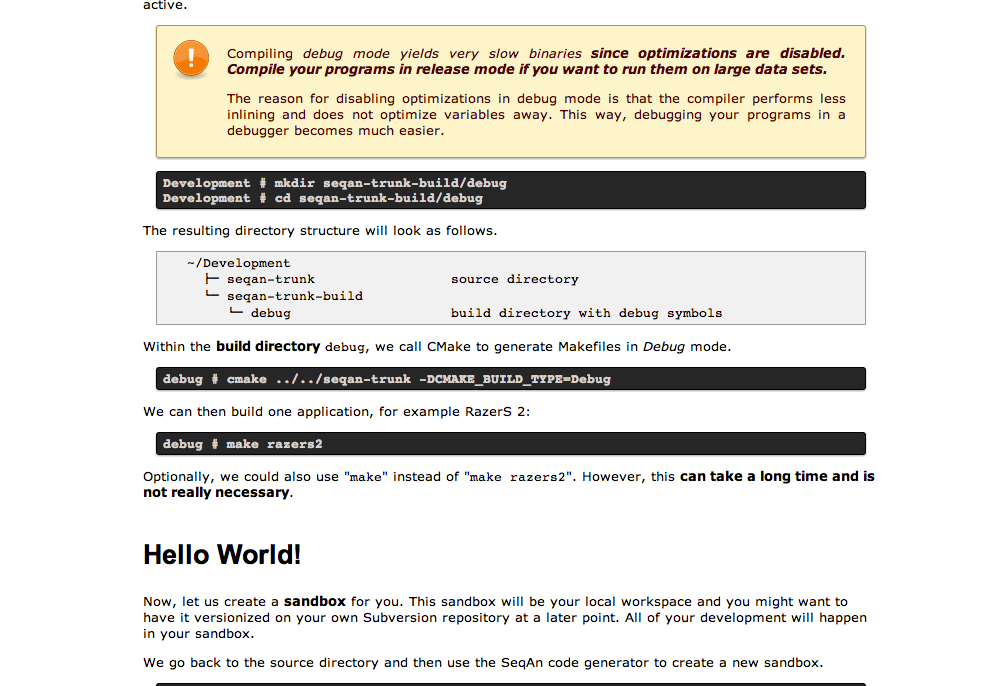 active.
Compiling debug mode yields very slow binaries since optimizations are disabled.
Compile your programs in release mode if you want to run them on large data sets.
The reason for disabling optimizations in debug mode is that the compiler performs less
inlining and does not optimize variables away. This way, debugging your programs in a
debugger becomes much easier.
Development # mkdir seqan-trunk-build/debug
Development # cd seqan-trunk-build/debug
The resulting directory structure will look as follows.
~/Development
├─ seqan-trunk source directory
└─ seqan-trunk-build
└─ debug build directory with debug symbols
Within the build directory debug, we call CMake to generate Makefiles in Debug mode.
debug # cmake ../../seqan-trunk -DCMAKE_BUILD_TYPE=Debug
We can then build one application, for example RazerS 2:
debug # make razers2
Optionally, we could also use "make" instead of "make razers2". However, this can take a long time and is
not really necessary.
Hello World!
Now, let us create a sandbox for you. This sandbox will be your local workspace and you might want to
have it versionized on your own Subversion repository at a later point. All of your development will happen
in your sandbox.
We go back to the source directory and then use the SeqAn code generator to create a new sandbox.